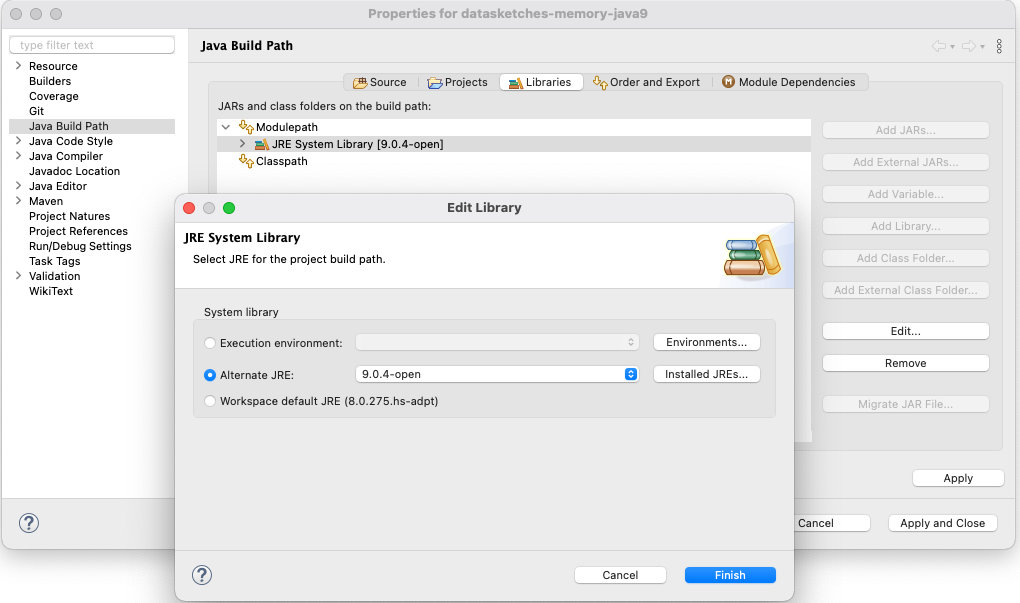 Properties for datasketches-memory-java9
type filter text
Java Build Path
Resource
Builders
Coverage
Git
Java Build Path
Java Code Style
Java Compiler
Javadoc Location
Java Editor
Maven
Project Natures
Project References
Run/Debug Settings
Task Tags
Validation
WikiText
Source Projects Libraries Order and Export M Module Dependencies
JARs and class folders on the build path:
Modulepath
JRE System Library [9.0.4-open]
Classpath
Add JARs...
Add External JARs...
Add Variable...
Add Library...
Add Class Folder...
Add External Class Folder...
Edit...
Remove
Migrate JAR File...
Apply
? Cancel Apply and Close
Edit Library
JRE System Library
Select JRE for the project build path.
System library
Execution environment: Environments...
Alternate JRE: 9.0.4-open Installed JREs...
Workspace default JRE (8.0.275.hs-adpt)
? Cancel Finish